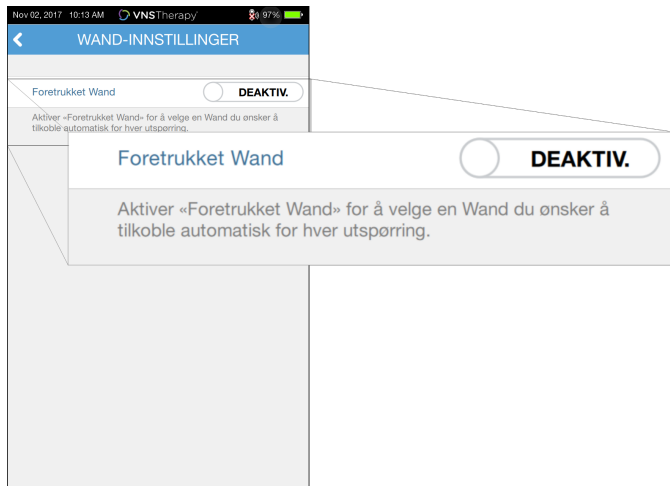 Nov 02, 2017 10:13 AM VNSTherapy 97%
WAND-INNSTILLINGER
Foretrukket Wand DEAKTIV.
Aktiver «Foretrukket Wand» for å velge en Wand du ønsker å
tilkoble automatisk for hver utspørring.
Foretrukket Wand DEAKTIV.
Aktiver «Foretrukket Wand» for å velge en Wand du ønsker å
tilkoble automatisk for hver utspørring.